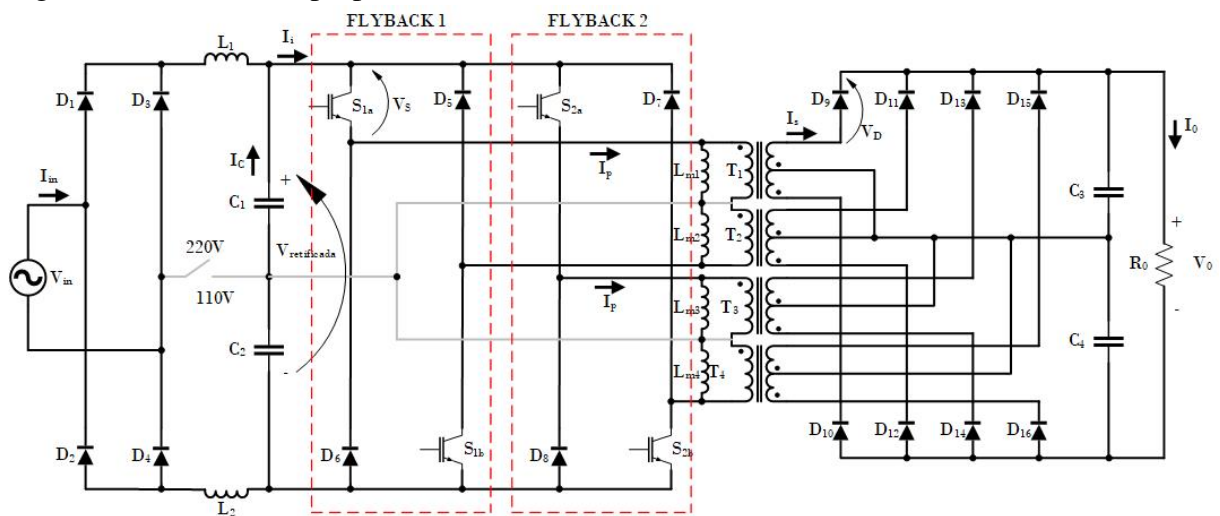 FLYBACK 1
FLYBACK 2
L1
Ii
D1
D3
S1a
VS
D5
S2a
D7
D9
D11
D13
D15
Is
VD
I0
IC
+
Ip
Lm1
T1
Iin
C1
C3
220V
Vretificada
Lm2
T2
+
Vin
110V
R0
V0
Ip
Lm3
T3
-
C2
C4
-
Lm4
T4
D2
D4
D6
S1b
D8
S2b
D10
D12
D14
D16
L2